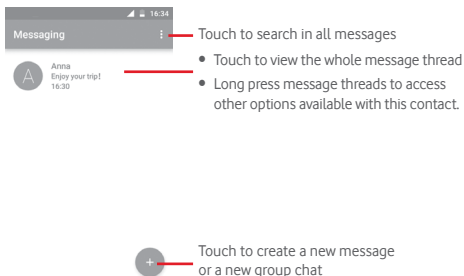 16:34
Messaging
Touch to search in all messages
A
Anna
Enjoy your trip!
16:30
• Touch to view the whole message thread
• Long press message threads to access
other options available with this contact.
+
Touch to create a new message
or a new group chat